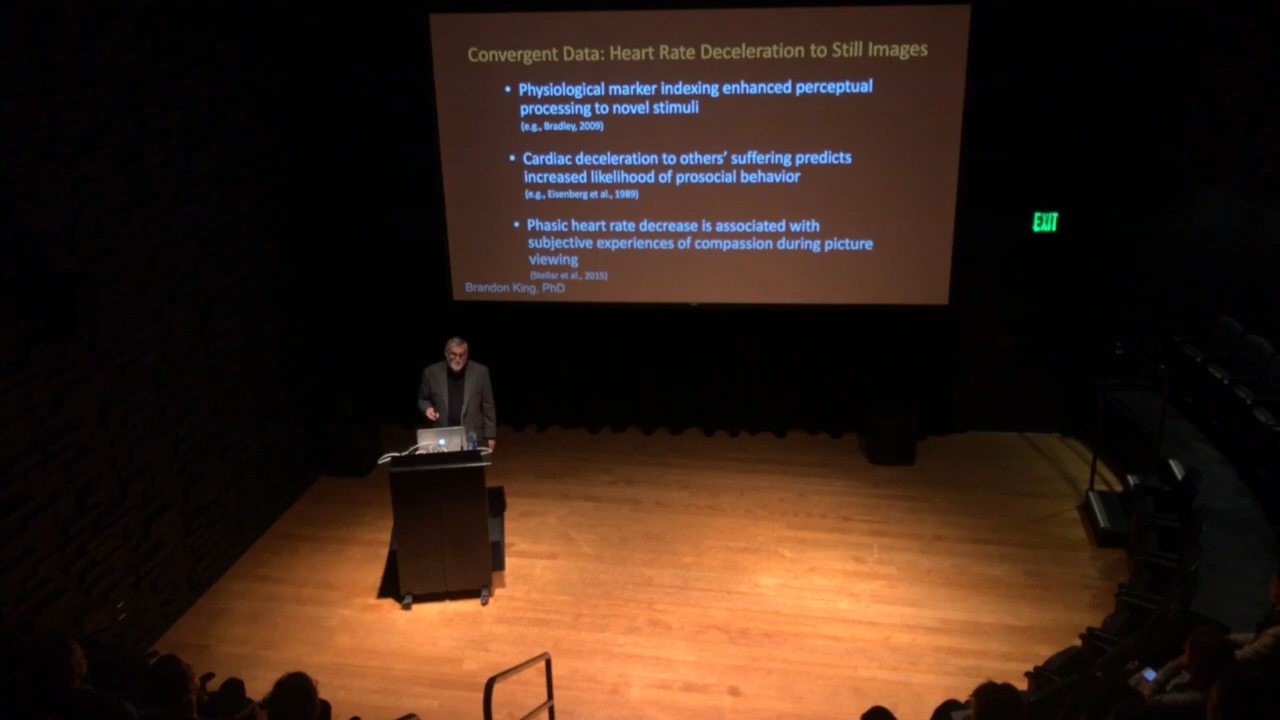 Convergent Data: Heart Rate Deceleration to Still Images
• Physiological marker indexing enhanced perceptual
processing to novel stimuli
(e.g., Bradley, 2009)
• Cardiac deceleration to others' suffering predicts
increased likelihood of prosocial behavior
(e.g., Eisenberg et al., 1989)
• Phasic heart rate decrease is associated with
subjective experiences of compassion during picture
viewing
(Stellar et al., 2015)
Brandon King, PhD
EXIT